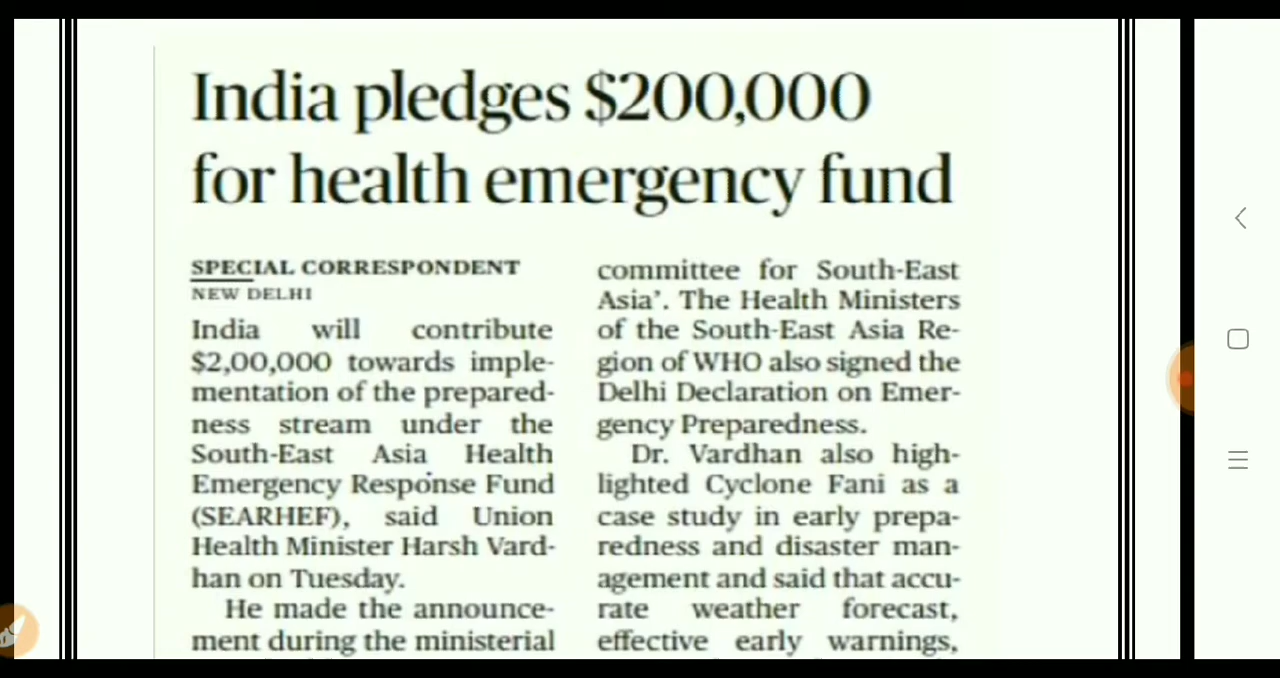 India pledges $200,000
for health emergency fund
SPECIAL CORRESPONDENT
NEW DELHI
India will contribute
$2,00,000 towards imple-
mentation of the prepared-
ness stream under the
South-East Asia Health
Emergency Response Fund
(SEARHEF), said Union
Health Minister Harsh Vard-
han on Tuesday.
He made the announce-
ment during the ministerial
committee for South-East
Asia’. The Health Ministers
of the South-East Asia Re-
gion of WHO also signed the
Delhi Declaration on Emer-
gency Preparedness.
Dr. Vardhan also high-
lighted Cyclone Fani as a
case study in early prepa-
redness and disaster man-
agement and said that accu-
rate weather forecast,
effective early warnings,